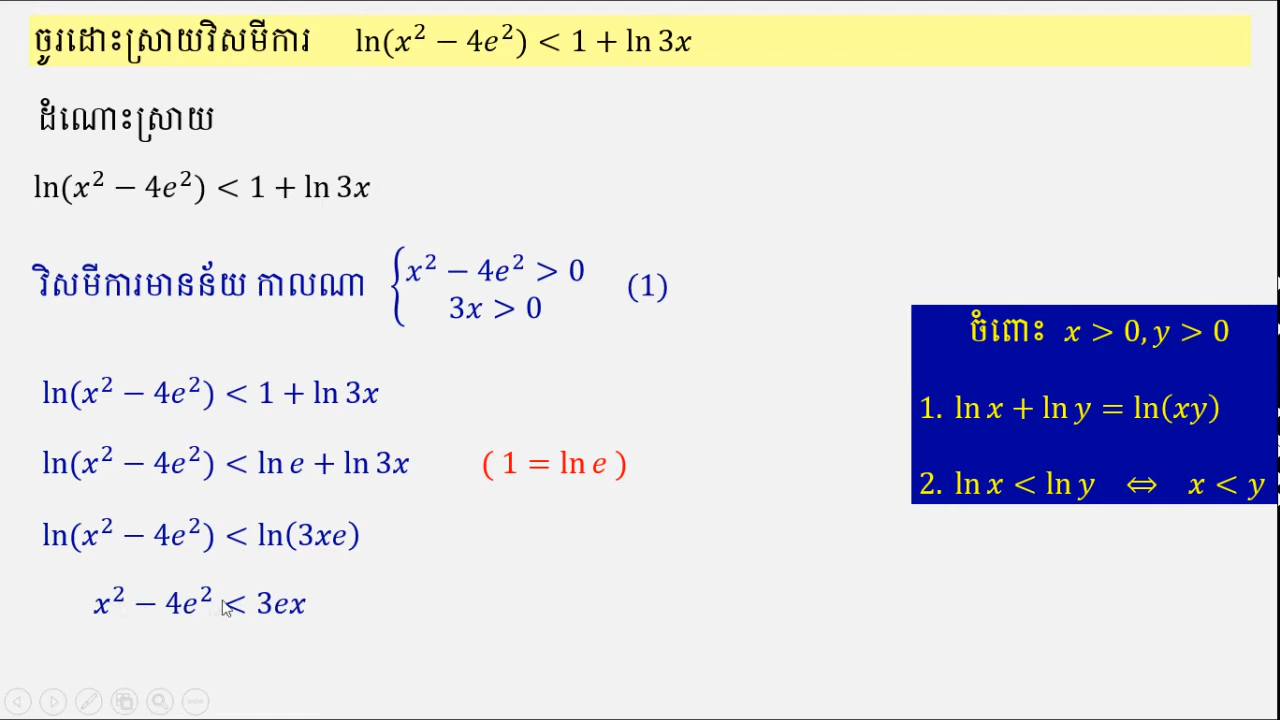 ចូរដោះស្រាយវិសមីការ ln(x² − 4e²) < 1 + ln 3x
ដំណោះស្រាយ
ln(x² − 4e²) < 1 + ln 3x
វិសមីការមានន័យ កាលណា { x² − 4e² > 0
3x > 0 (1)
ln(x² − 4e²) < 1 + ln 3x
ln(x² − 4e²) < ln e + ln 3x ( 1 = ln e )
ln(x² − 4e²) < ln(3xe)
x² − 4e² < 3ex
ចំពោះ x > 0, y > 0
1. ln x + ln y = ln(xy)
2. ln x < ln y ⇔ x < y